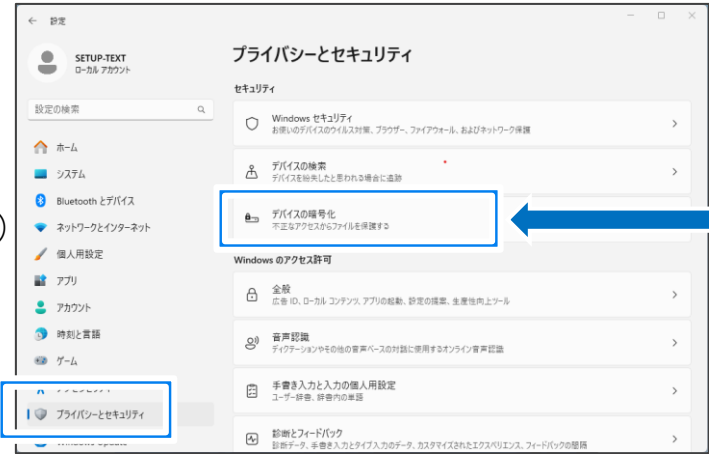 設定
SETUP-TEXT
ローカル アカウント
設定の検索
ホーム
システム
Bluetooth とデバイス
ネットワークとインターネット
個人用設定
アプリ
アカウント
時刻と言語
ゲーム
プライバシーとセキュリティ
Windows Update
プライバシーとセキュリティ
セキュリティ
Windows セキュリティ
お使いのデバイスのウイルス対策、ブラウザー、ファイアウォール、およびネットワーク保護
デバイスの検索
デバイスを紛失したと思われる場合に追跡
デバイスの暗号化
不正なアクセスからファイルを保護する
Windows のアクセス許可
全般
広告 ID、ローカル コンテンツ、アプリの起動、設定の提案、生産性向上ツール
音声認識
ディクテーションやその他の音声ベースの対話に使用するオンライン音声認識
手書き入力と入力の個人用設定
ユーザー辞書、辞書内の単語
診断とフィードバック
診断データ、手書き入力とタイプ入力のデータ、カスタマイズされたエクスペリエンス、フィードバックの間隔